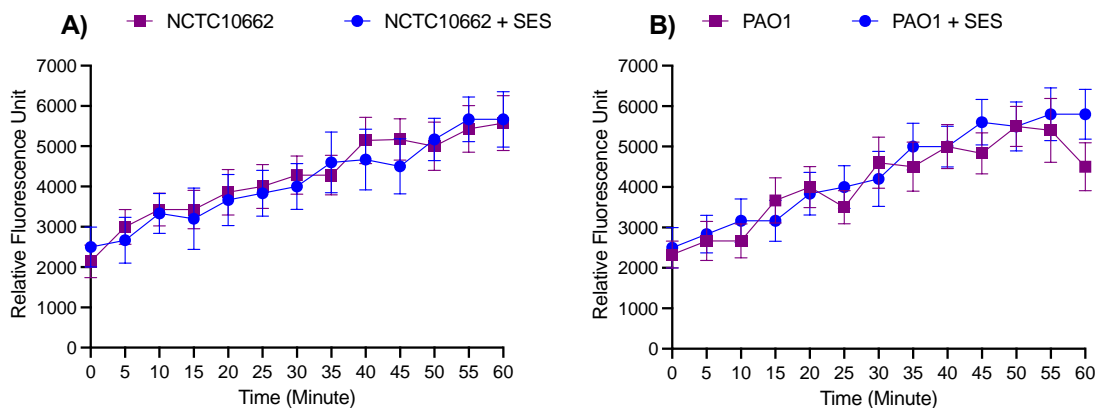 A)
NCTC10662
NCTC10662 + SES
Relative Fluorescence Unit
7000
6000
5000
4000
3000
2000
1000
0
0 5 10 15 20 25 30 35 40 45 50 55 60
Time (Minute)
B)
PAO1
PAO1 + SES
Relative Fluorescence Unit
7000
6000
5000
4000
3000
2000
1000
0
0 5 10 15 20 25 30 35 40 45 50 55 60
Time (Minute)